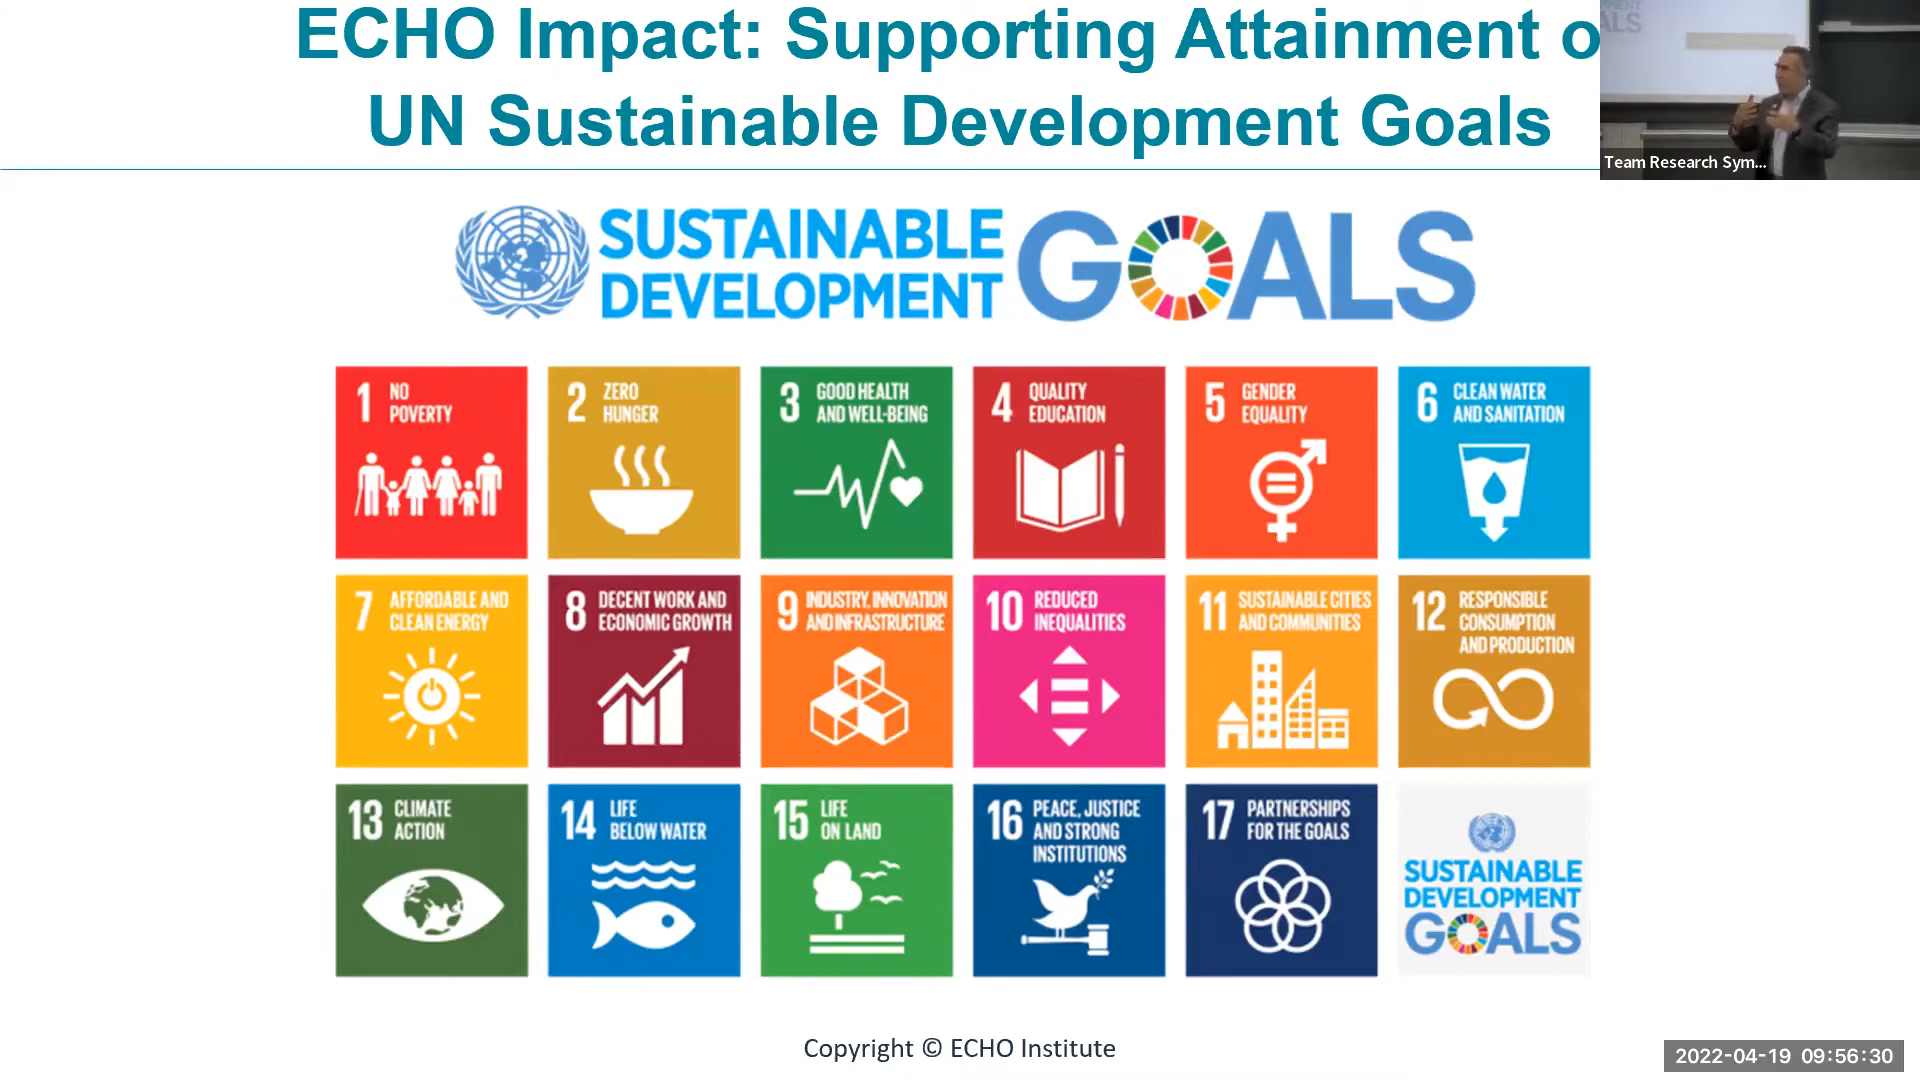 ECHO Impact: Supporting Attainment o
UN Sustainable Development Goals
ALS
Team Research Sym...
SUSTAINABLE
DEVELOPMENT
GOALS
1 NO
POVERTY
2 ZERO
HUNGER
3 GOOD HEALTH
AND WELL-BEING
4 QUALITY
EDUCATION
5 GENDER
EQUALITY
6 CLEAN WATER
AND SANITATION
7 AFFORDABLE AND
CLEAN ENERGY
8 DECENT WORK AND
ECONOMIC GROWTH
9 INDUSTRY, INNOVATION
AND INFRASTRUCTURE
10 REDUCED
INEQUALITIES
11 SUSTAINABLE CITIES
AND COMMUNITIES
12 RESPONSIBLE
CONSUMPTION
AND PRODUCTION
13 CLIMATE
ACTION
14 LIFE
BELOW WATER
15 LIFE
ON LAND
16 PEACE, JUSTICE
AND STRONG
INSTITUTIONS
17 PARTNERSHIPS
FOR THE GOALS
SUSTAINABLE
DEVELOPMENT
GOALS
Copyright © ECHO Institute
2022-04-19 09:56:30